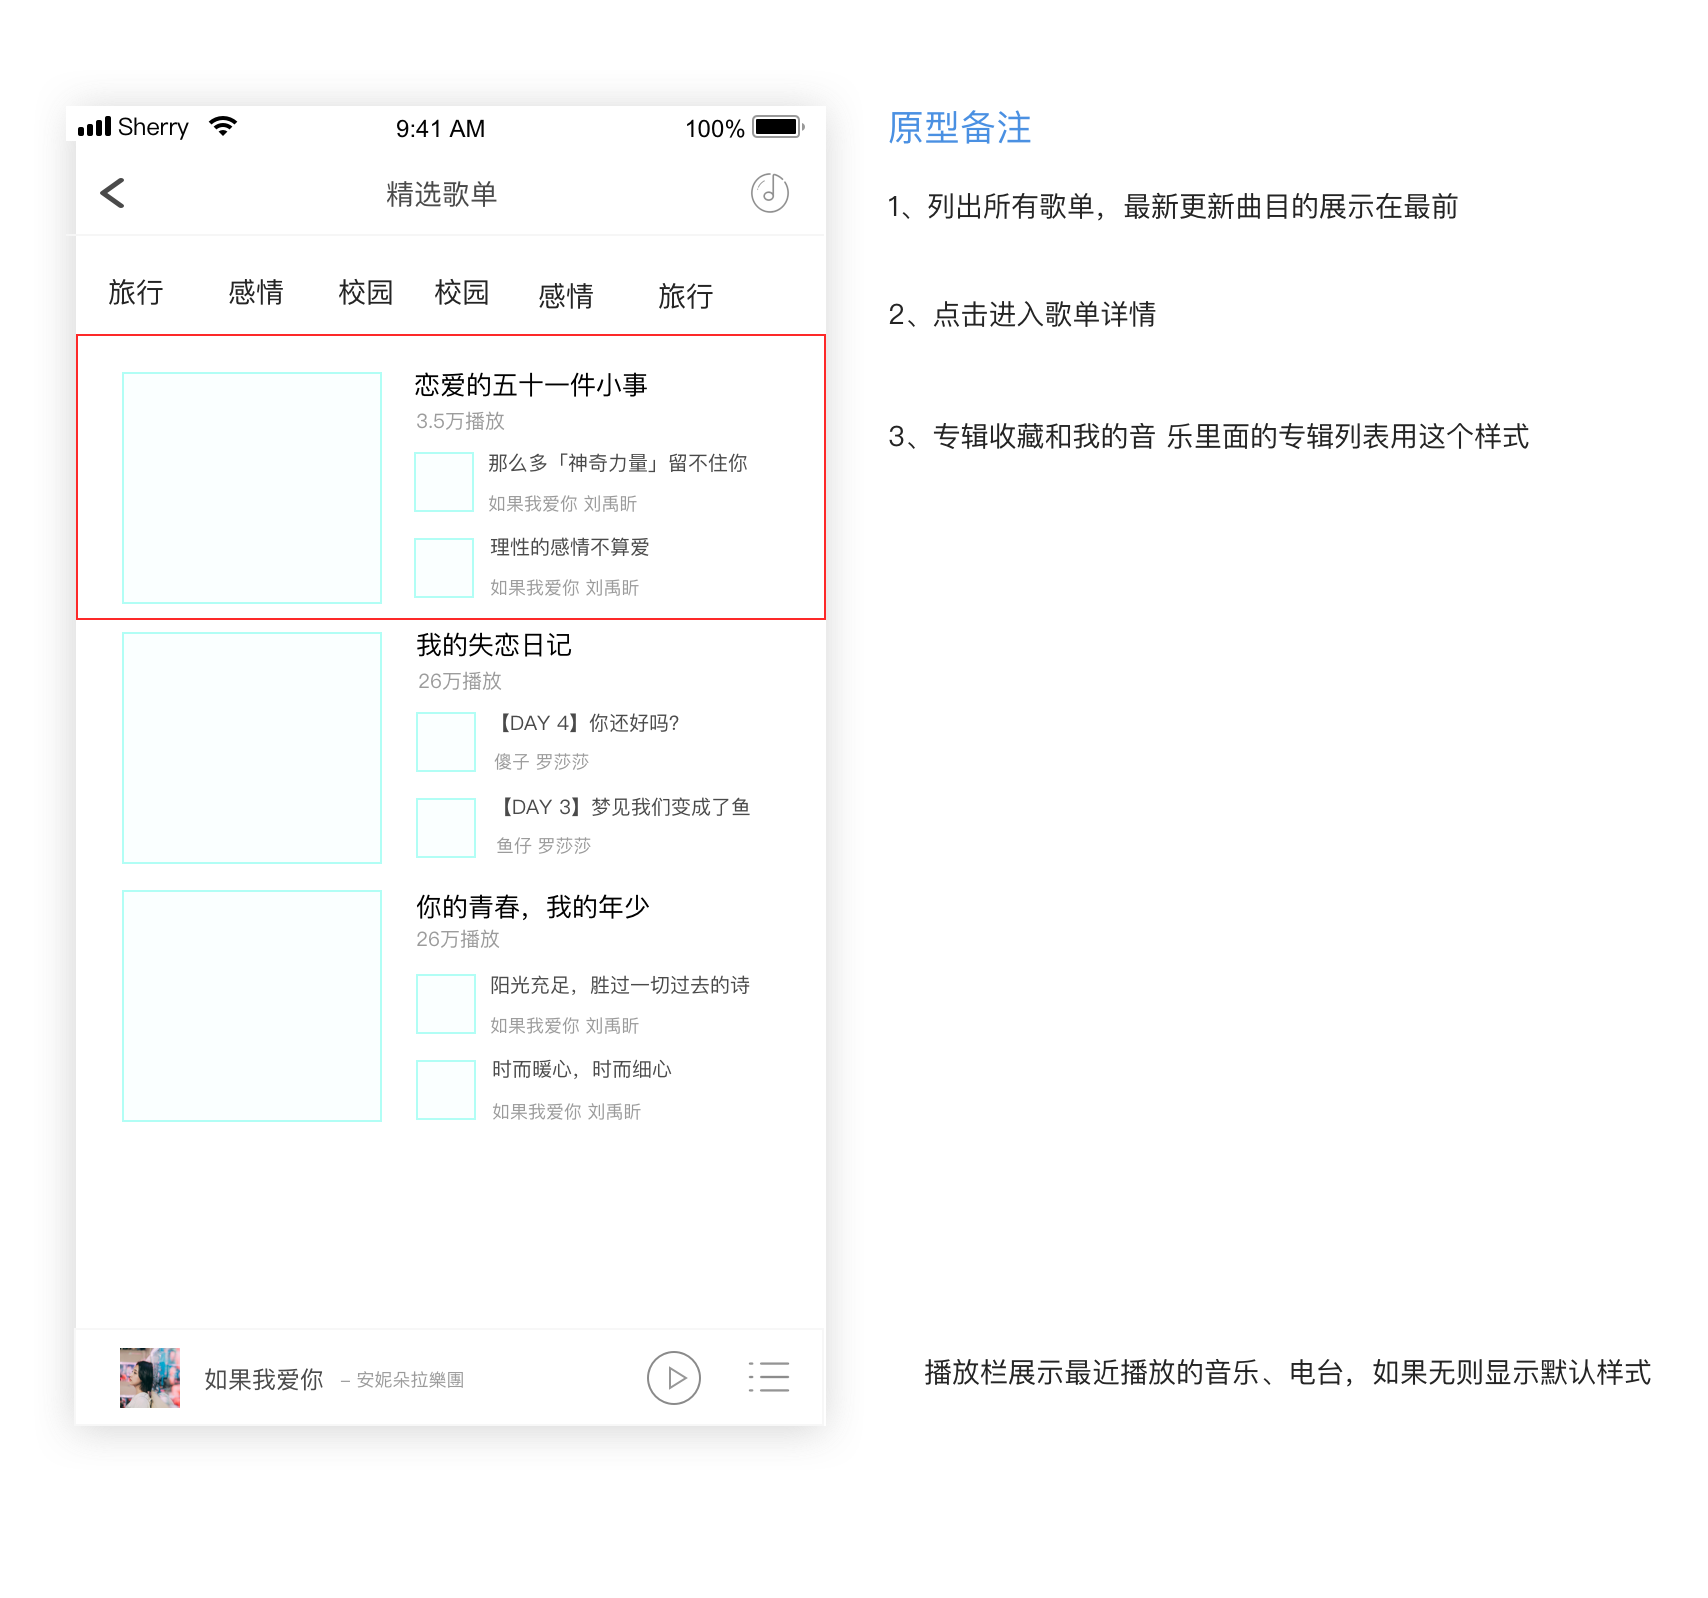 Sherry 9:41 AM 100%
精选歌单
旅行 感情 校园 校园 感情 旅行
恋爱的五十一件小事
3.5万播放
那么多「神奇力量」留不住你
如果我爱你 刘禹昕
理性的感情不算爱
如果我爱你 刘禹昕
我的失恋日记
26万播放
【DAY 4】你还好吗？
傻子 罗莎莎
【DAY 3】梦见我们变成了鱼
鱼仔 罗莎莎
你的青春，我的年少
26万播放
阳光充足，胜过一切过去的诗
如果我爱你 刘禹昕
时而暖心，时而细心
如果我爱你 刘禹昕
如果我爱你 – 安妮朵拉樂團
原型备注
1、列出所有歌单，最新更新曲目的展示在最前
2、点击进入歌单详情
3、专辑收藏和我的音 乐里面的专辑列表用这个样式
播放栏展示最近播放的音乐、电台，如果无则显示默认样式